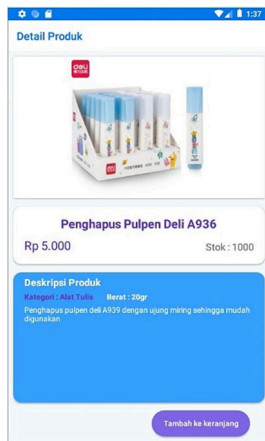 1:37
Detail Produk
deli
Penghapus Pulpen Deli A936
Rp 5.000
Stok : 1000
Deskripsi Produk
Kategori : Alat Tulis Berat : 20gr
Penghapus pulpen deli A939 dengan ujung miring sehingga mudah
digunakan
Tambah ke keranjang